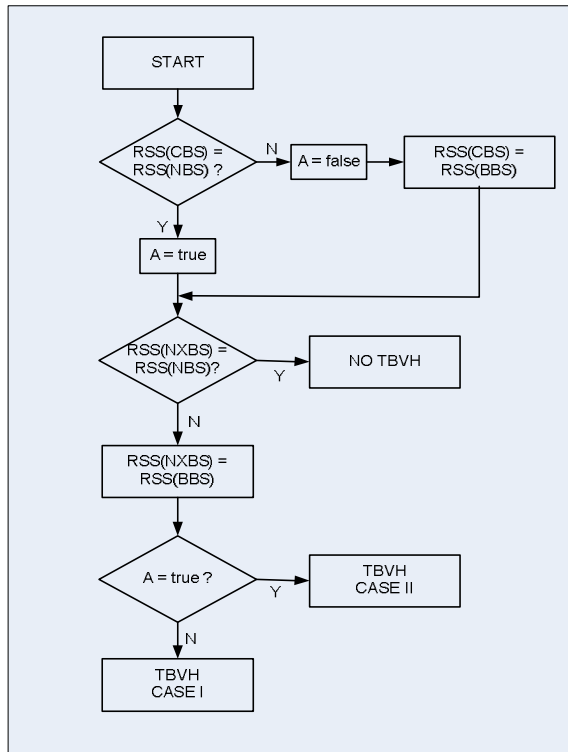 START
RSS(CBS) =
RSS(NBS) ?
N
A = false
RSS(CBS) =
RSS(BBS)
Y
A = true
RSS(NXBS) =
RSS(NBS)?
Y
NO TBVH
N
RSS(NXBS) =
RSS(BBS)
A = true ?
Y
TBVH
CASE II
N
TBVH
CASE I